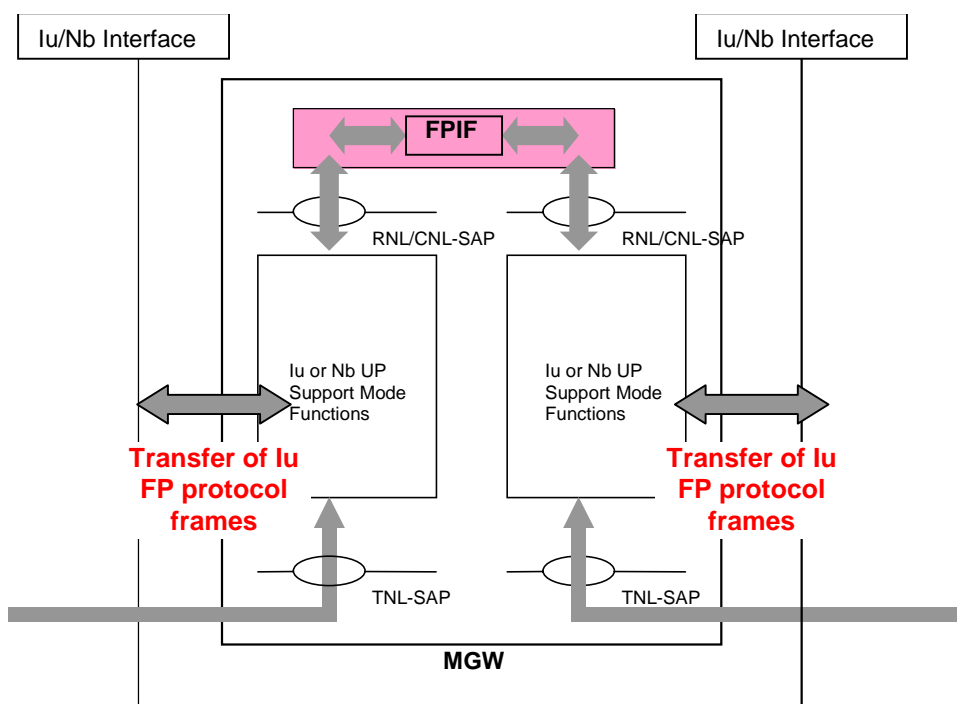 Iu/Nb Interface
Iu/Nb Interface
FPIF
RNL/CNL-SAP
RNL/CNL-SAP
Iu or Nb UP
Support Mode
Functions
Iu or Nb UP
Support Mode
Functions
Transfer of Iu
FP protocol
frames
Transfer of Iu
FP protocol
frames
TNL-SAP
TNL-SAP
MGW